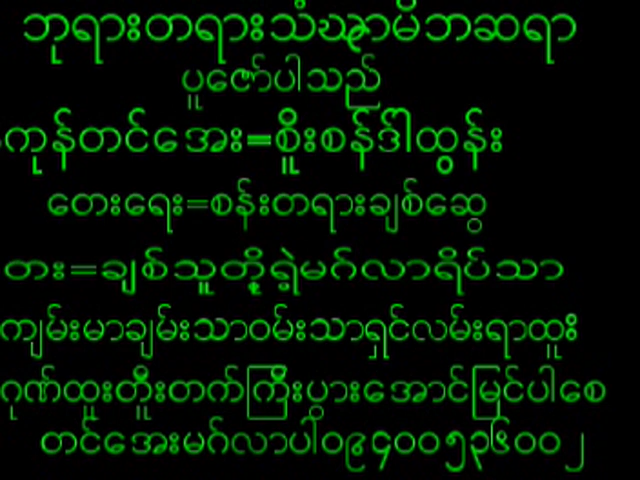 ဘုရားတရားသံဃာမိဘဆရာ
ပူဇော်ပါသည်
ကုန်တင်အေး=စိူးစန်ဒ်ါထွန်း
တေးရေး=စန်းတရားချစ်ဆွေ
တး=ချစ်သူတို့ရဲ့မင်္ဂလာရိပ်သာ
ကျမ်းမာချမ်းသာဝမ်းသာရှင်လမ်းရာထူး
ဂုဏ်ထူးတိူးတက်ကြီးပွားအောင်မြင်ပါစေ
တင်အေးမဂ်လာပါ၀၉၄၀၀၅၃၆၀၀၂